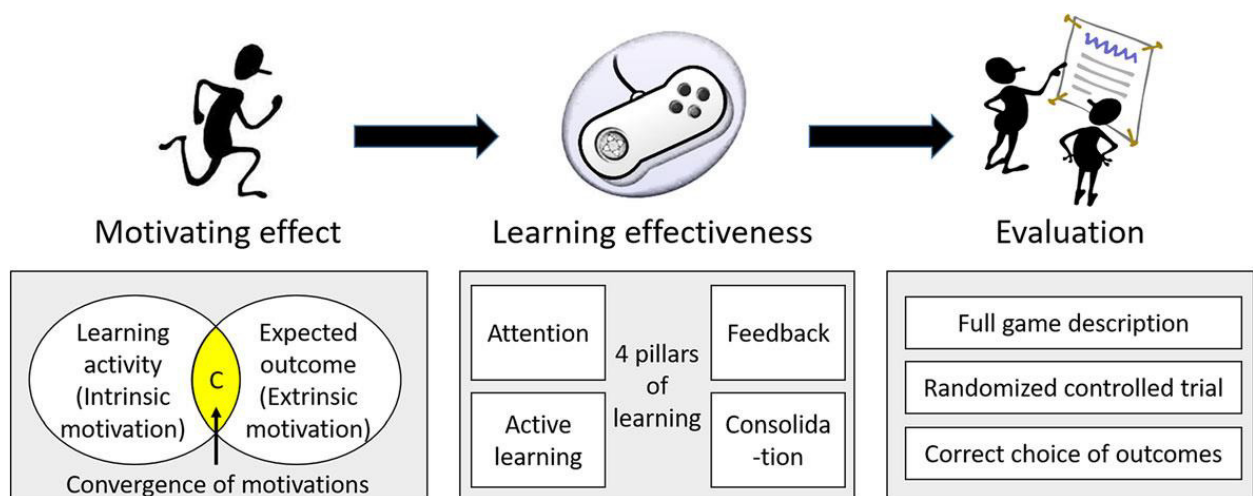 Motivating effect
Learning effectiveness
Evaluation
Learning
activity
(Intrinsic
motivation)
C
Expected
outcome
(Extrinsic
motivation)
Convergence of motivations
Attention
Feedback
4 pillars
of
learning
Active
learning
Consolida
-tion
Full game description
Randomized controlled trial
Correct choice of outcomes